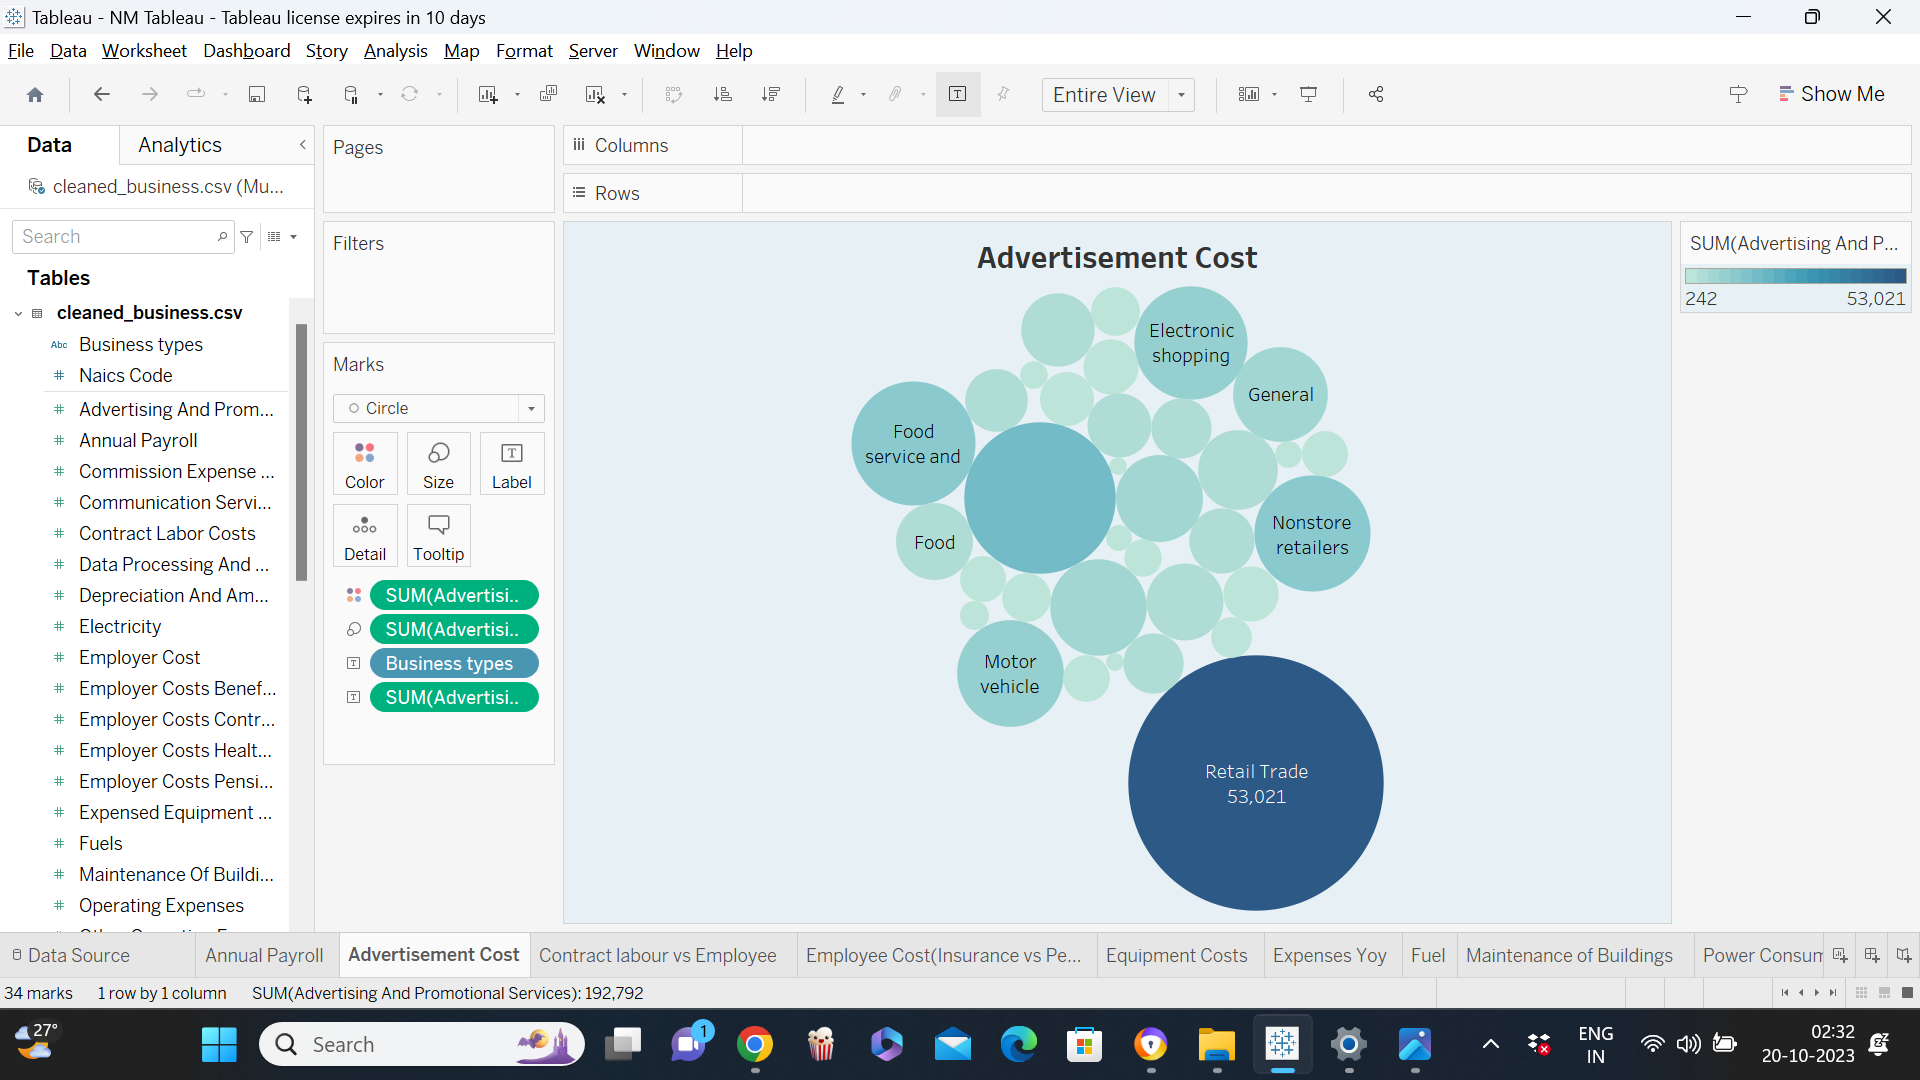 Tableau - NM Tableau - Tableau license expires in 10 days
File Data Worksheet Dashboard Story Analysis Map Format Server Window Help
Entire View
Show Me
Data
Analytics
cleaned_business.csv (Mu...
Search
Tables
cleaned_business.csv
Abc Business types
# Naics Code
# Advertising And Prom...
# Annual Payroll
# Commission Expense ...
# Communication Servi...
# Contract Labor Costs
# Data Processing And ...
# Depreciation And Am...
# Electricity
# Employer Cost
# Employer Costs Benef...
# Employer Costs Contr...
# Employer Costs Healt...
# Employer Costs Pensi...
# Expensed Equipment ...
# Fuels
# Maintenance Of Buildi...
# Operating Expenses
Pages
Filters
Marks
Circle
Color
Size
T
Label
Detail
Tooltip
SUM(Advertisi..
SUM(Advertisi..
T Business types
T SUM(Advertisi..
Columns
Rows
Advertisement Cost
Electronic
shopping
General
Food
service and
Nonstore
retailers
Food
Motor
vehicle
Retail Trade
53,021
SUM(Advertising And P...
242
53,021
Data Source
Annual Payroll
Advertisement Cost
Contract labour vs Employee
Employee Cost(Insurance vs Pe...
Equipment Costs
Expenses Yoy
Fuel
Maintenance of Buildings
Power Consum
34 marks
1 row by 1 column
SUM(Advertising And Promotional Services): 192,792
27°
Search
1
ENG
IN
02:32
20-10-2023